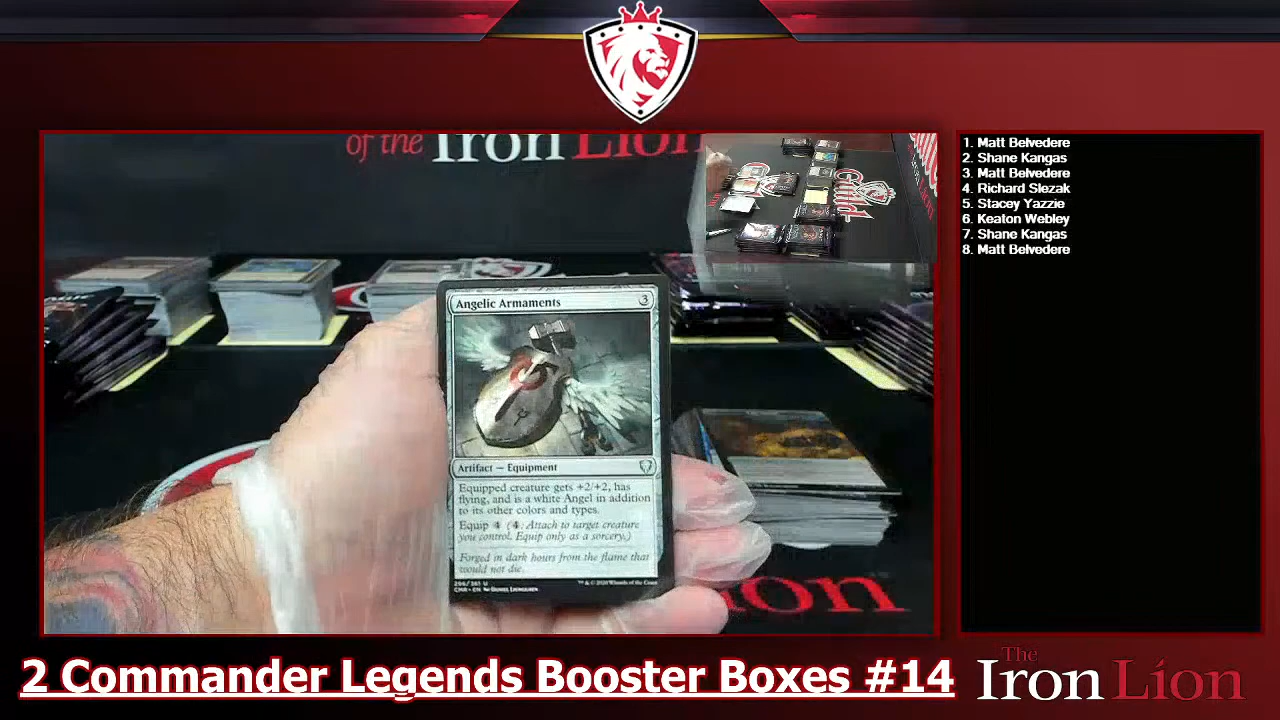 of the Iron Lion
Angelic Armaments 3
Artifact — Equipment
Equipped creature gets +2/+2, has
flying, and is a white Angel in addition
to its other colors and types.
Equip 4 (4: Attach to target creature
you control. Equip only as a sorcery.)
Forged in dark hours from the flame that
would not die.
Guild
1. Matt Belvedere
2. Shane Kangas
3. Matt Belvedere
4. Richard Slezak
5. Stacey Yazzie
6. Keaton Webley
7. Shane Kangas
8. Matt Belvedere
ion
2 Commander Legends Booster Boxes #14
The
Iron Líon